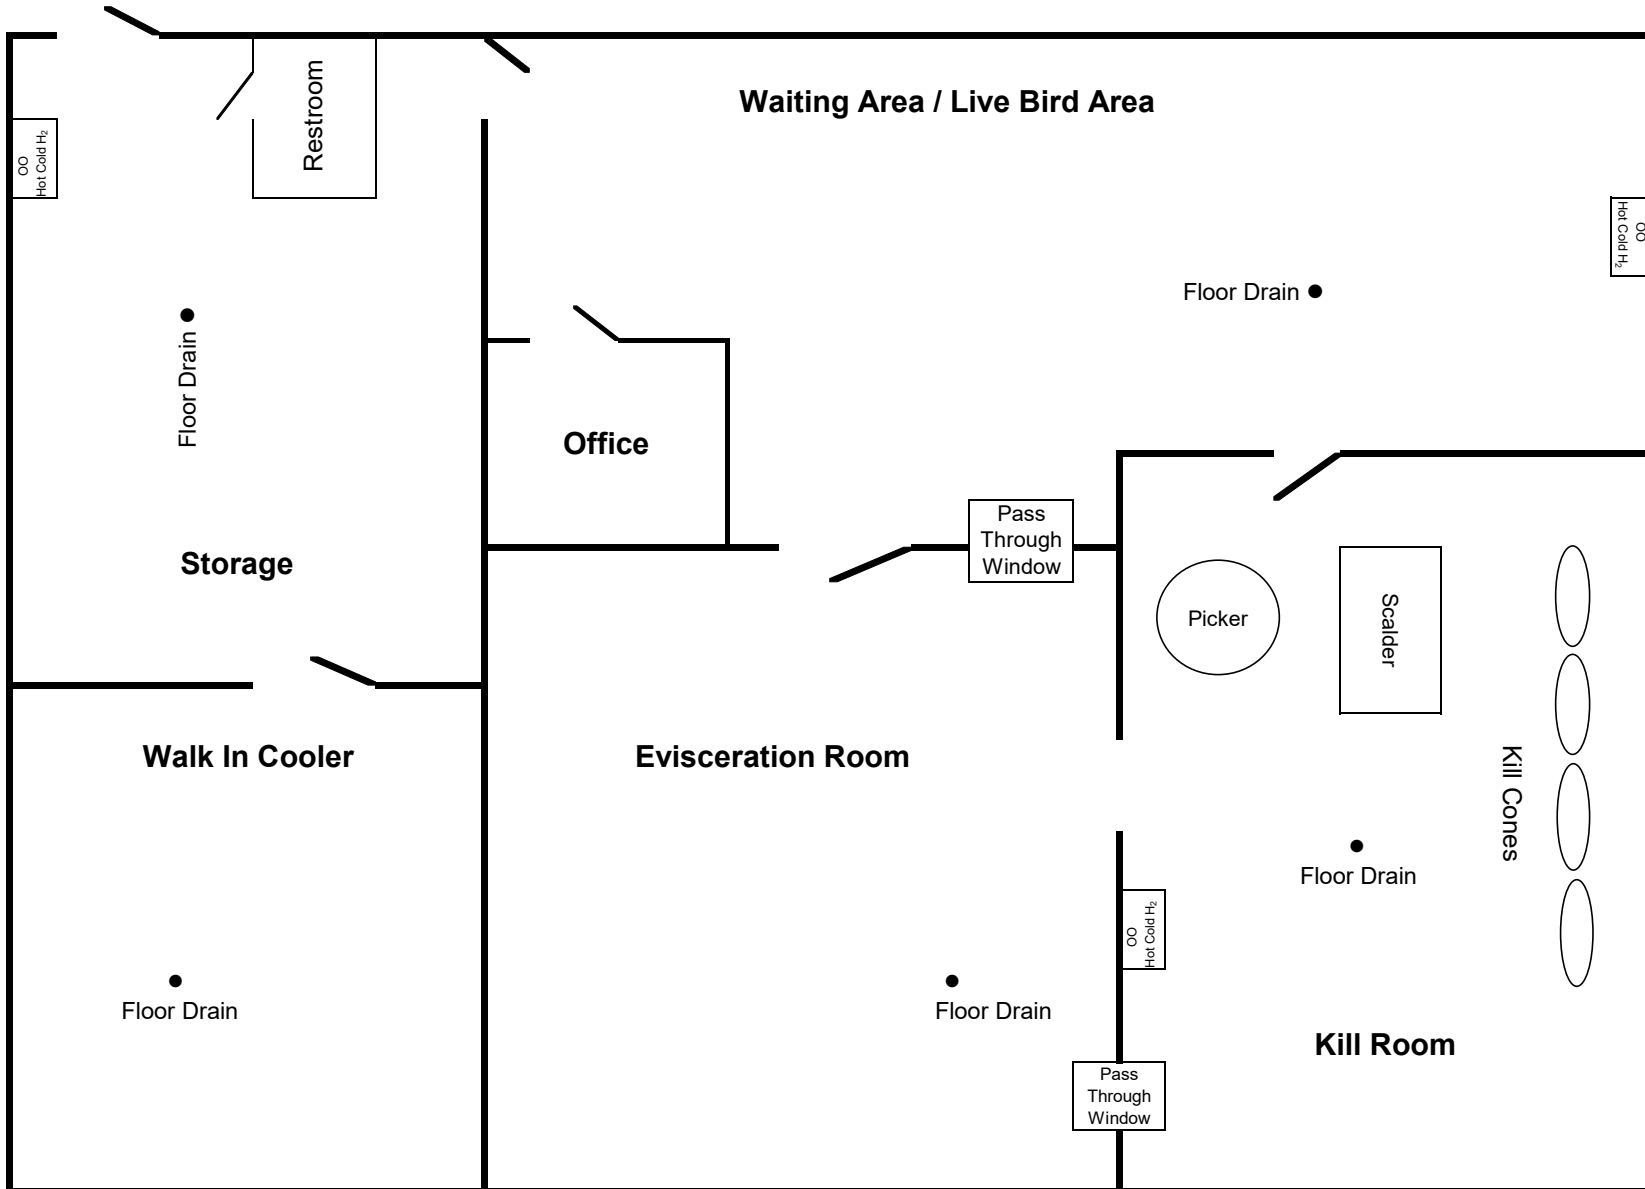 Restroom
Waiting Area / Live Bird Area
OO
Hot Cold H₂
OO
Hot Cold H₂
Floor Drain
Floor Drain
Office
Storage
Pass
Through
Window
Picker
Scalder
Walk In Cooler
Evisceration Room
Kill Cones
Floor Drain
OO
Hot Cold H₂
Floor Drain
Floor Drain
Kill Room
Pass
Through
Window